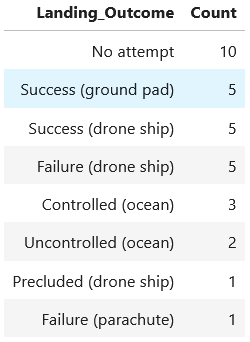 Landing_Outcome Count
No attempt 10
Success (ground pad) 5
Success (drone ship) 5
Failure (drone ship) 5
Controlled (ocean) 3
Uncontrolled (ocean) 2
Precluded (drone ship) 1
Failure (parachute) 1